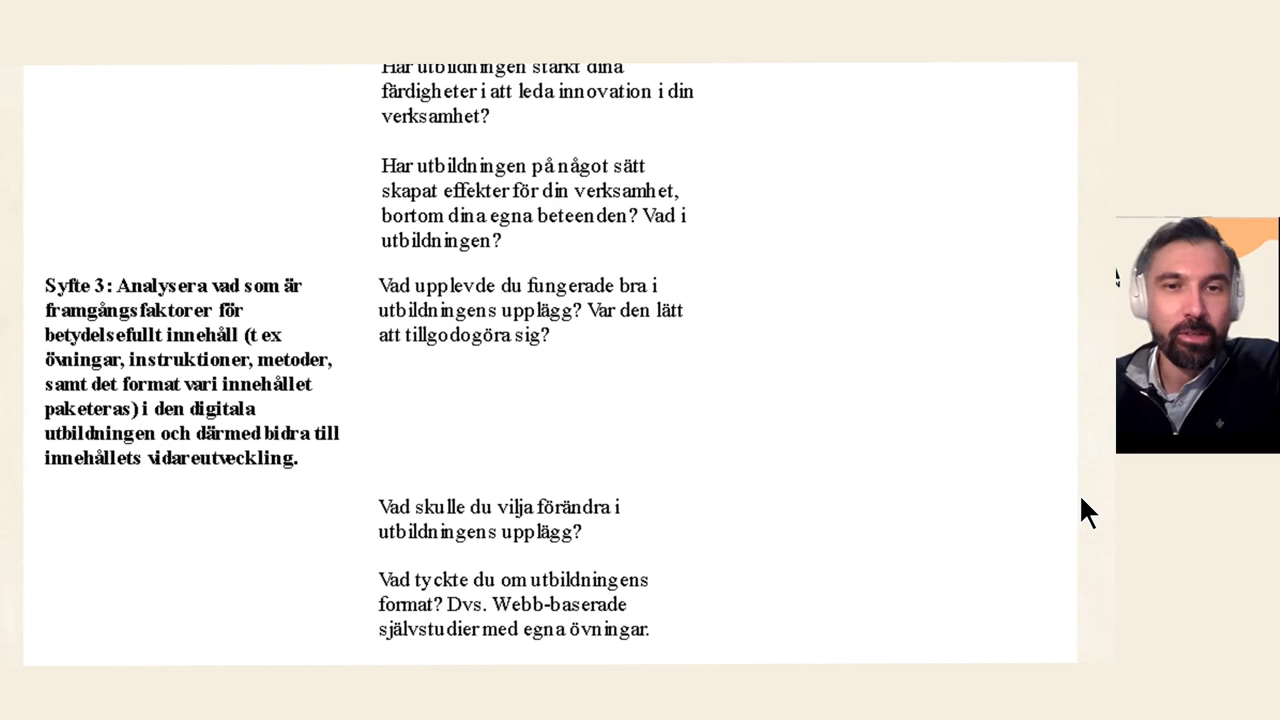 Har utbildningen stärkt dina
färdigheter i att leda innovation i din
verksamhet?
Har utbildningen på något sätt
skapat effekter för din verksamhet,
bortom dina egna beteenden? Vad i
utbildningen?
Syfte 3: Analysera vad som är
framgångsfaktorer för
betydelsefullt innehåll (t ex
övningar, instruktioner, metoder,
samt det format vari innehållet
paketeras) i den digitala
utbildningen och därmed bidra till
innehållets vidareutveckling.
Vad upplevde du fungerade bra i
utbildningens upplägg? Var den lätt
att tillgodogöra sig?
Vad skulle du vilja förändra i
utbildningens upplägg?
Vad tyckte du om utbildningens
format? Dvs. Webb-baserade
självstudier med egna övningar.